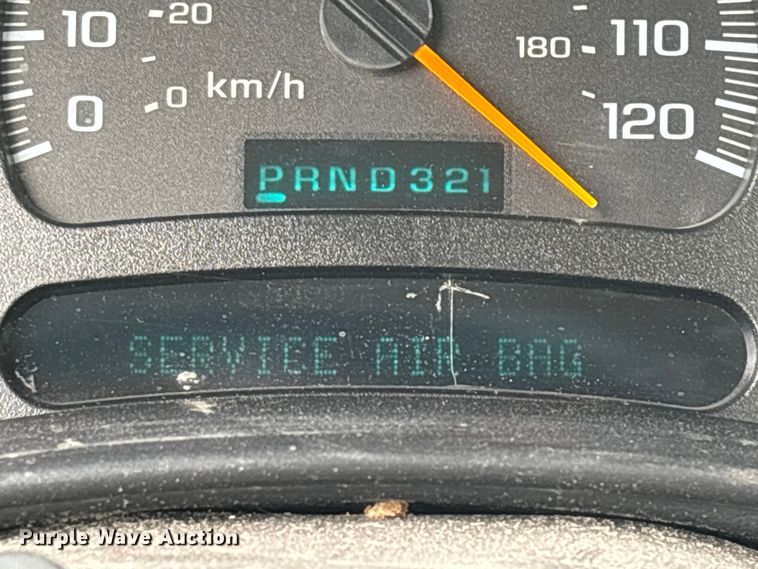 10 20 180 110
0 0 km/h 120
PRND321
SERVICE AIR BAG
Purple Wave Auction